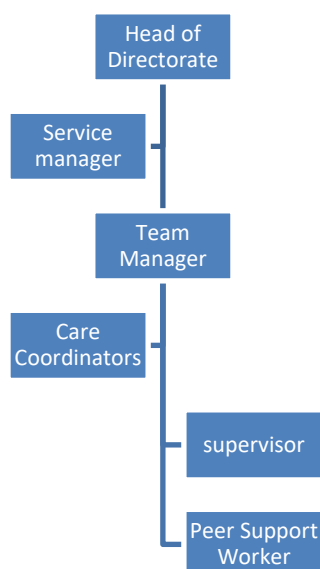 Head of
Directorate
Service
manager
Team
Manager
Care
Coordinators
supervisor
Peer Support
Worker